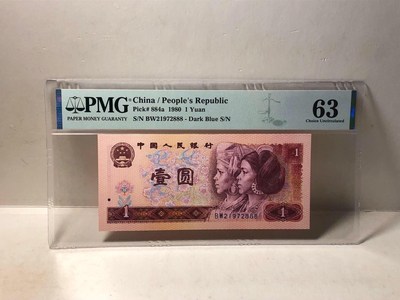 PMG
PAPER MONEY GUARANTY
China / People's Republic
Pick# 884a 1980 1 Yuan
S/N BW21972888 - Dark Blue S/N
63
Choice Uncirculated
中国人民银行
1
壹圆
1
BW21972888
1